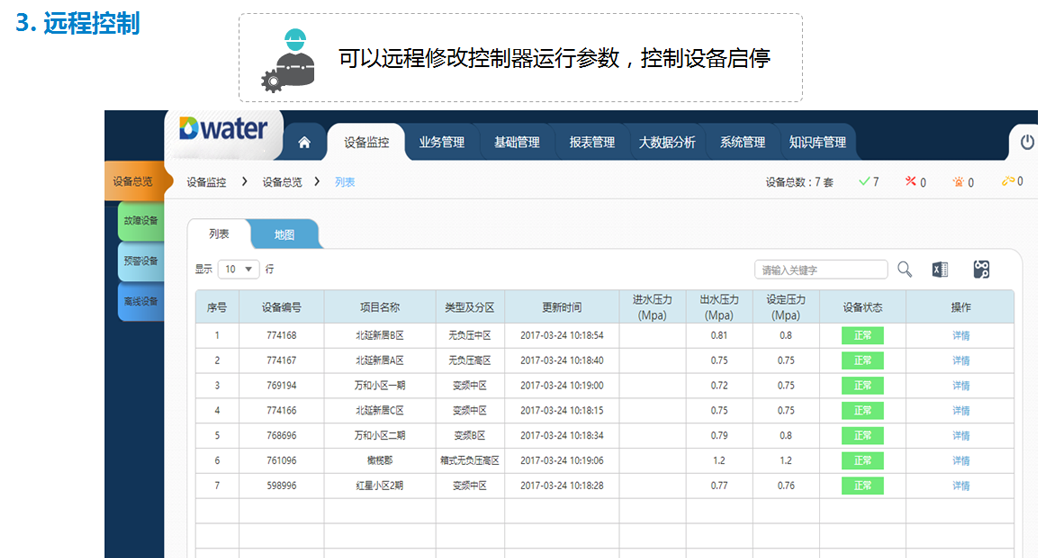 3. 远程控制
可以远程修改控制器运行参数，控制设备启停
Dwater
设备监控 业务管理 基础管理 报表管理 大数据分析 系统管理 知识库管理
设备总览
故障设备
预警设备
离线设备
设备监控 > 设备总览 > 列表
设备总数：7 套 7 0 0 0
列表 地图
显示 10 行
请输入关键字
序号 设备编号 项目名称 类型及分区 更新时间 进水压力(Mpa) 出水压力(Mpa) 设定压力(Mpa) 设备状态 操作
1 774168 北延新居B区 无负压中区 2017-03-24 10:18:54 0.81 0.8 正常 详情
2 774167 北延新居A区 无负压高区 2017-03-24 10:18:40 0.75 0.75 正常 详情
3 769194 万和小区一期 变频中区 2017-03-24 10:19:00 0.72 0.75 正常 详情
4 774166 北延新居C区 变频中区 2017-03-24 10:18:15 0.75 0.75 正常 详情
5 768696 万和小区二期 变频B区 2017-03-24 10:18:34 0.79 0.8 正常 详情
6 761096 橄榄郡 箱式无负压高区 2017-03-24 10:19:06 1.2 1.2 正常 详情
7 598996 红星小区2期 变频中区 2017-03-24 10:18:28 0.77 0.76 正常 详情